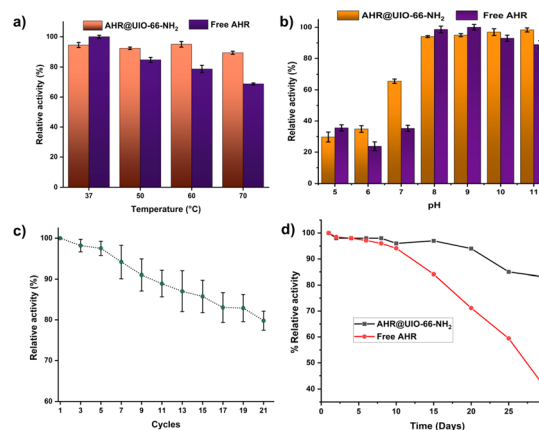 a)
AHR@UIO-66-NH2
Free AHR
Relative activity (%)
100
80
60
40
20
0
37
50
60
70
Temperature (°C)
b)
AHR@UIO-66-NH2
Free AHR
Relative activity (%)
100
80
60
40
20
0
5
6
7
8
9
10
11
pH
c)
Relative activity (%)
100
90
80
70
60
1
3
5
7
9
11
13
15
17
19
21
Cycles
d)
% Relative activity
100
90
80
70
60
50
40
AHR@UIO-66-NH2
Free AHR
0
5
10
15
20
25
Time (Days)